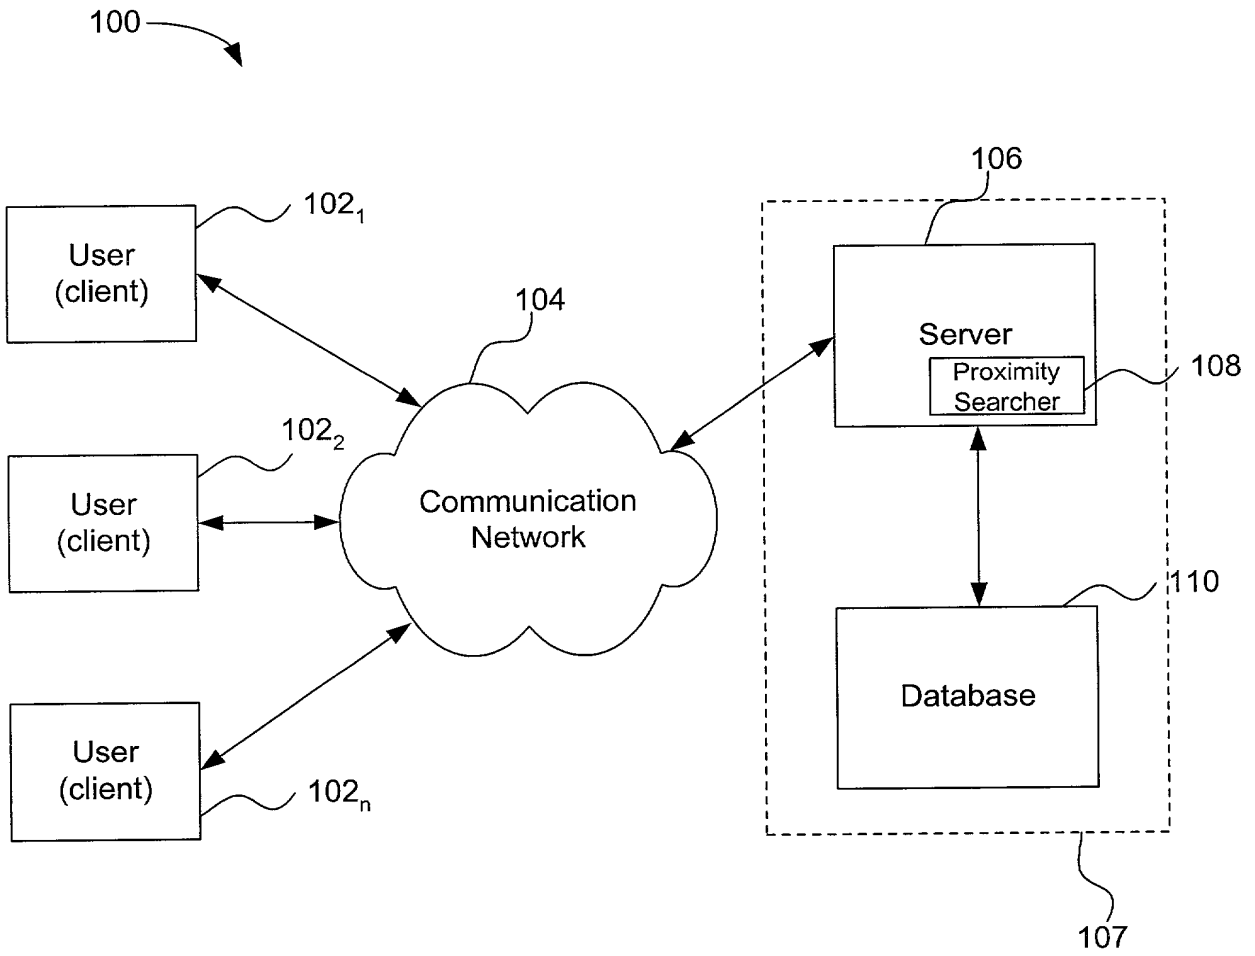 100
106
102₁
User
(client)
104
Server
Proximity
Searcher
108
102₂
User
(client)
Communication
Network
110
Database
User
(client)
102ₙ
107